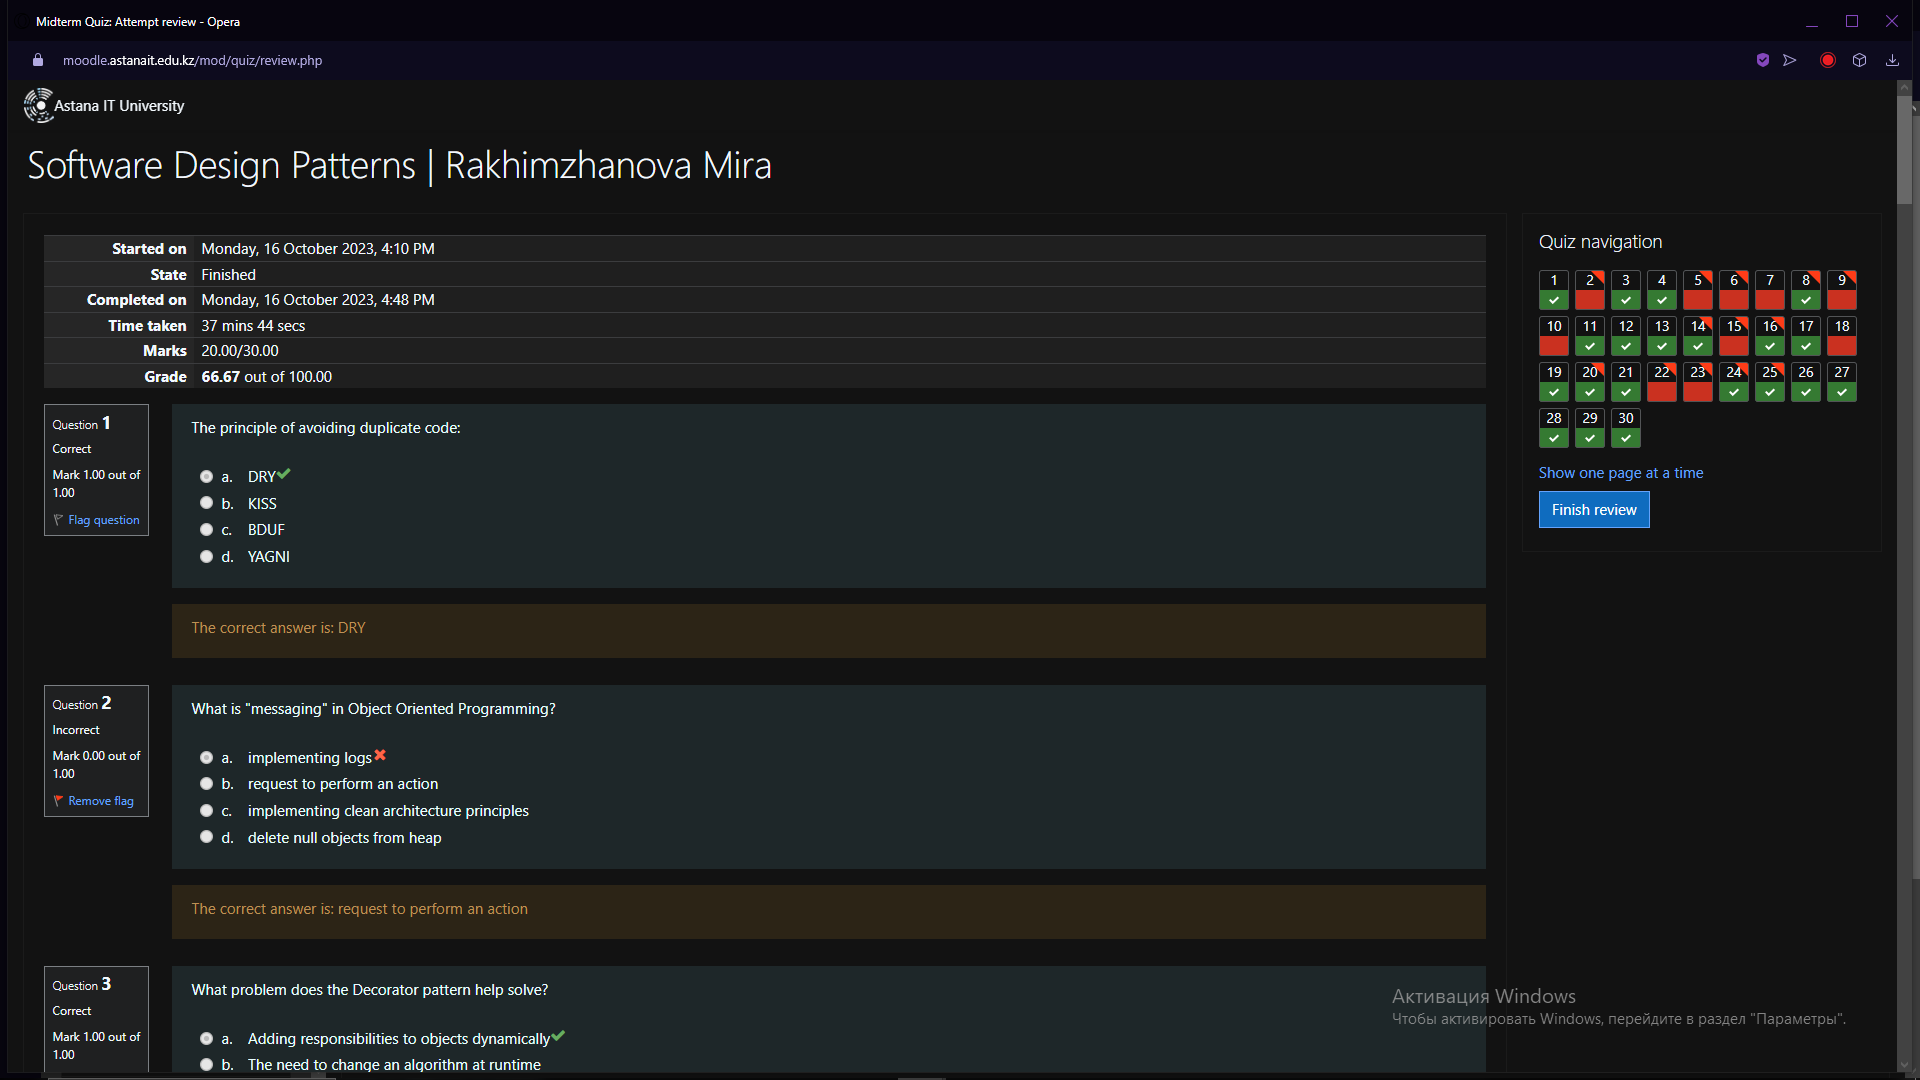 Midterm Quiz: Attempt review - Opera
moodle.astanait.edu.kz/mod/quiz/review.php
Astana IT University
Software Design Patterns | Rakhimzhanova Mira
Started on Monday, 16 October 2023, 4:10 PM
State Finished
Completed on Monday, 16 October 2023, 4:48 PM
Time taken 37 mins 44 secs
Marks 20.00/30.00
Grade 66.67 out of 100.00
Question 1
Correct
Mark 1.00 out of
1.00
Flag question
The principle of avoiding duplicate code:
a. DRY
b. KISS
c. BDUF
d. YAGNI
The correct answer is: DRY
Question 2
Incorrect
Mark 0.00 out of
1.00
Remove flag
What is "messaging" in Object Oriented Programming?
a. implementing logs
b. request to perform an action
c. implementing clean architecture principles
d. delete null objects from heap
The correct answer is: request to perform an action
Question 3
Correct
Mark 1.00 out of
1.00
What problem does the Decorator pattern help solve?
a. Adding responsibilities to objects dynamically
b. The need to change an algorithm at runtime
Quiz navigation
1 2 3 4 5 6 7 8 9
10 11 12 13 14 15 16 17 18
19 20 21 22 23 24 25 26 27
28 29 30
Show one page at a time
Finish review
Активация Windows
Чтобы активировать Windows, перейдите в раздел "Параметры".